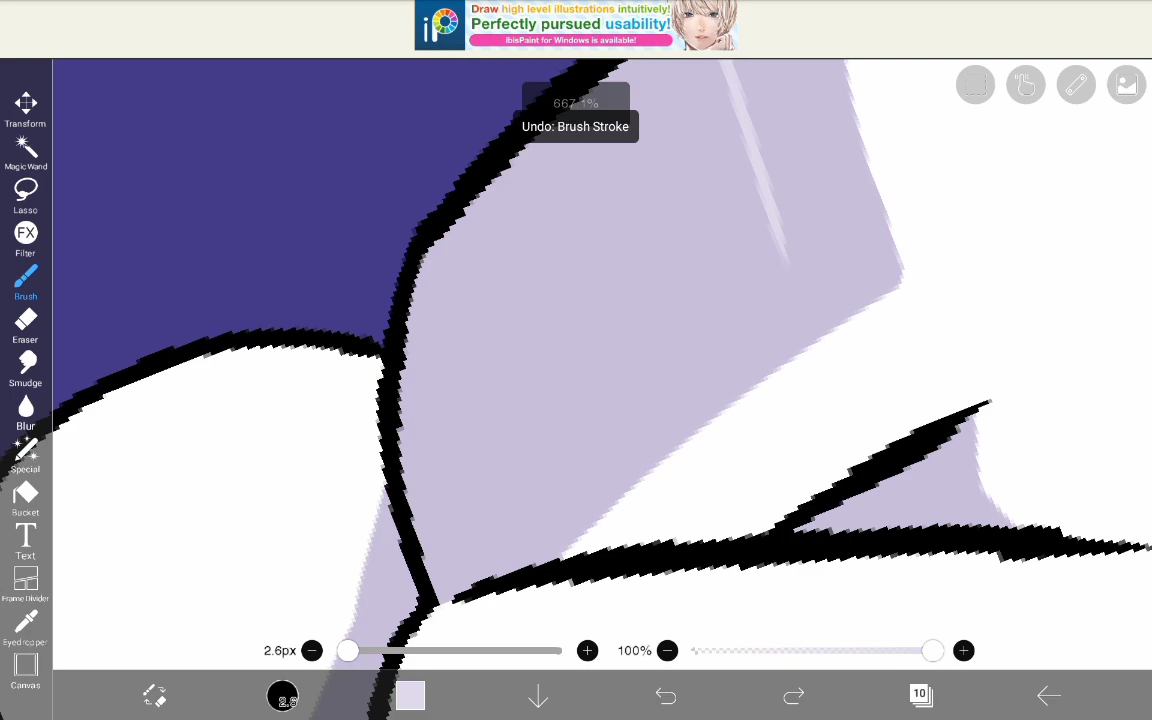 Draw high level illustrations intuitively!
Perfectly pursued usability!
ibisPaint for Windows is available!
667.1%
Undo: Brush Stroke
Transform
Magic Wand
Lasso
FX
Filter
Brush
Eraser
Smudge
Blur
Special
Bucket
T
Text
Frame Divider
Eyedropper
Canvas
2.6px
100%
2.6
10